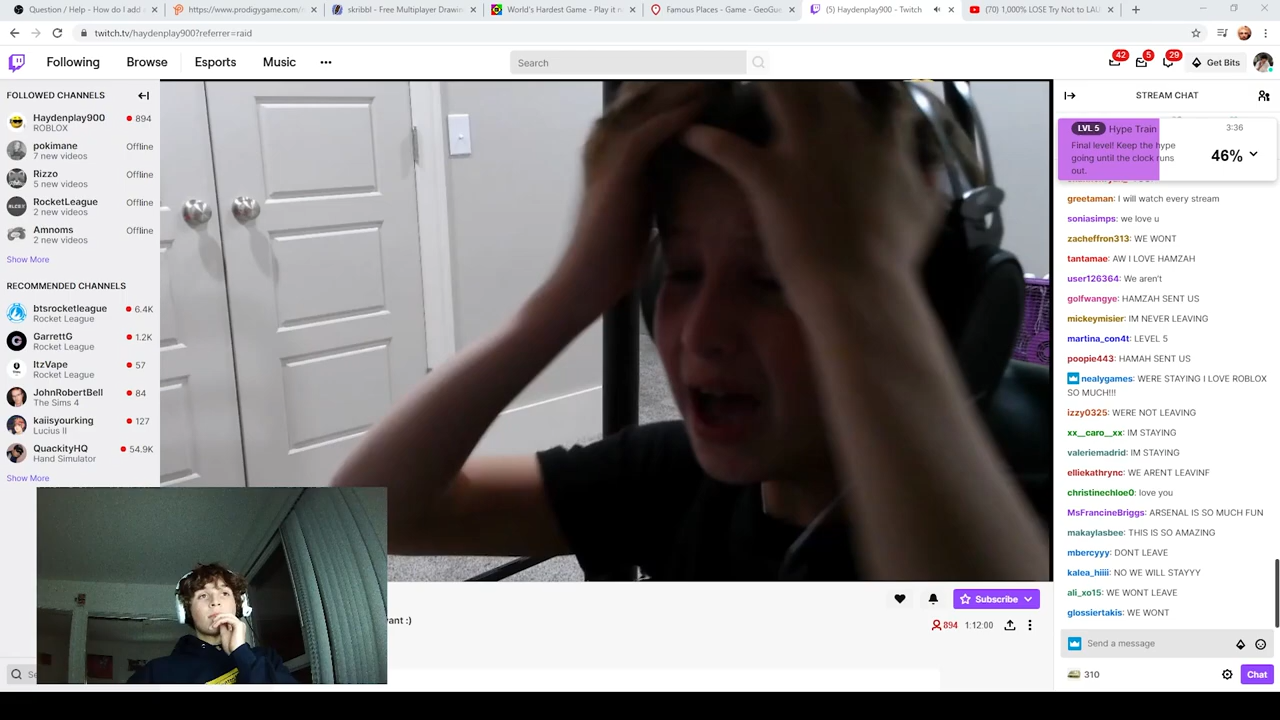 Question / Help - How do I add
https://www.prodigygame.com/n
skribbl - Free Multiplayer Drawin
World's Hardest Game - Play it n
Famous Places - Game - GeoGue
(5) Haydenplay900 - Twitch
(70) 1,000% LOSE Try Not to LAU
twitch.tv/haydenplay900?referrer=raid
Following
Browse
Esports
Music
Search
42
5
29
Get Bits
FOLLOWED CHANNELS
Haydenplay900
894
ROBLOX
pokimane
Offline
7 new videos
Rizzo
Offline
5 new videos
RocketLeague
Offline
2 new videos
Amnoms
Offline
2 new videos
Show More
RECOMMENDED CHANNELS
btsrocketleague
6.4K
Rocket League
GarrettG
1.2K
Rocket League
ItzVape
57
Rocket League
JohnRobertBell
84
The Sims 4
kaiisyourking
127
Lucius II
QuackityHQ
54.9K
Hand Simulator
Show More
Se
vant :)
Subscribe
894
1:12:00
STREAM CHAT
LVL 5 Hype Train
3:36
Final level! Keep the hype
going until the clock runs
out.
46%
greetaman: I will watch every stream
soniasimps: we love u
zacheffron313: WE WONT
tantamae: AW I LOVE HAMZAH
user126364: We aren't
golfwangye: HAMZAH SENT US
mickeymisier: IM NEVER LEAVING
martina_con4t: LEVEL 5
poopie443: HAMAH SENT US
nealygames: WERE STAYING I LOVE ROBLOX
SO MUCH!!!
izzy0325: WERE NOT LEAVING
xx__caro__xx: IM STAYING
valeriemadrid: IM STAYING
elliekathrync: WE ARENT LEAVINF
christinechloe0: love you
MsFrancineBriggs: ARSENAL IS SO MUCH FUN
makaylasbee: THIS IS SO AMAZING
mbercyyy: DONT LEAVE
kalea_hiiii: NO WE WILL STAYYY
ali_xo15: WE WONT LEAVE
glossiertakis: WE WONT
Send a message
310
Chat